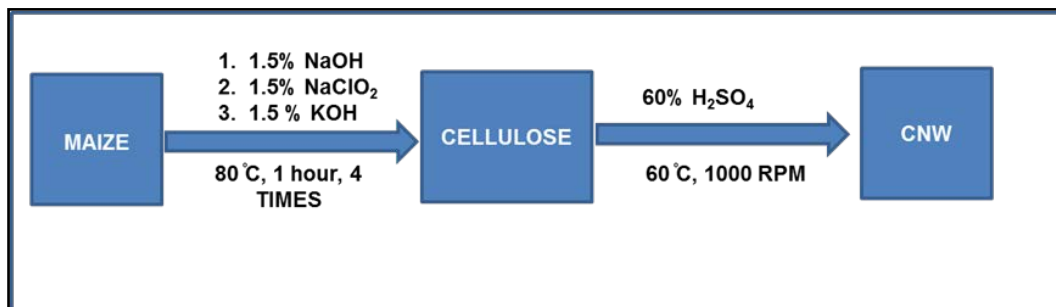 MAIZE
1. 1.5% NaOH
2. 1.5% NaClO₂
3. 1.5 % KOH
80°C, 1 hour, 4
TIMES
CELLULOSE
60% H₂SO₄
60°C, 1000 RPM
CNW